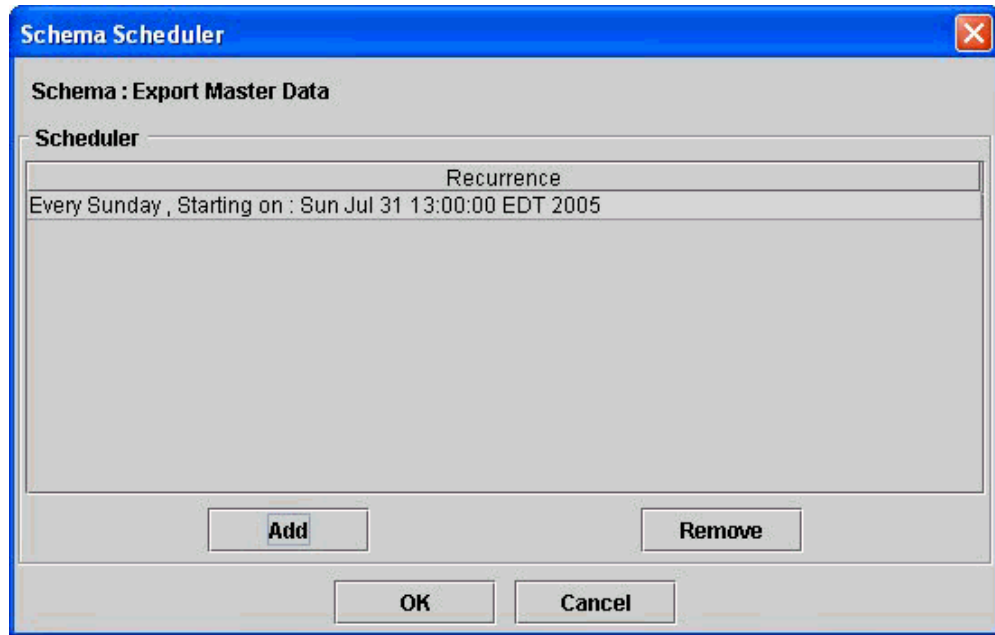 Schema Scheduler
Schema : Export Master Data
Scheduler
Recurrence
Every Sunday , Starting on : Sun Jul 31 13:00:00 EDT 2005
Add
Remove
OK
Cancel